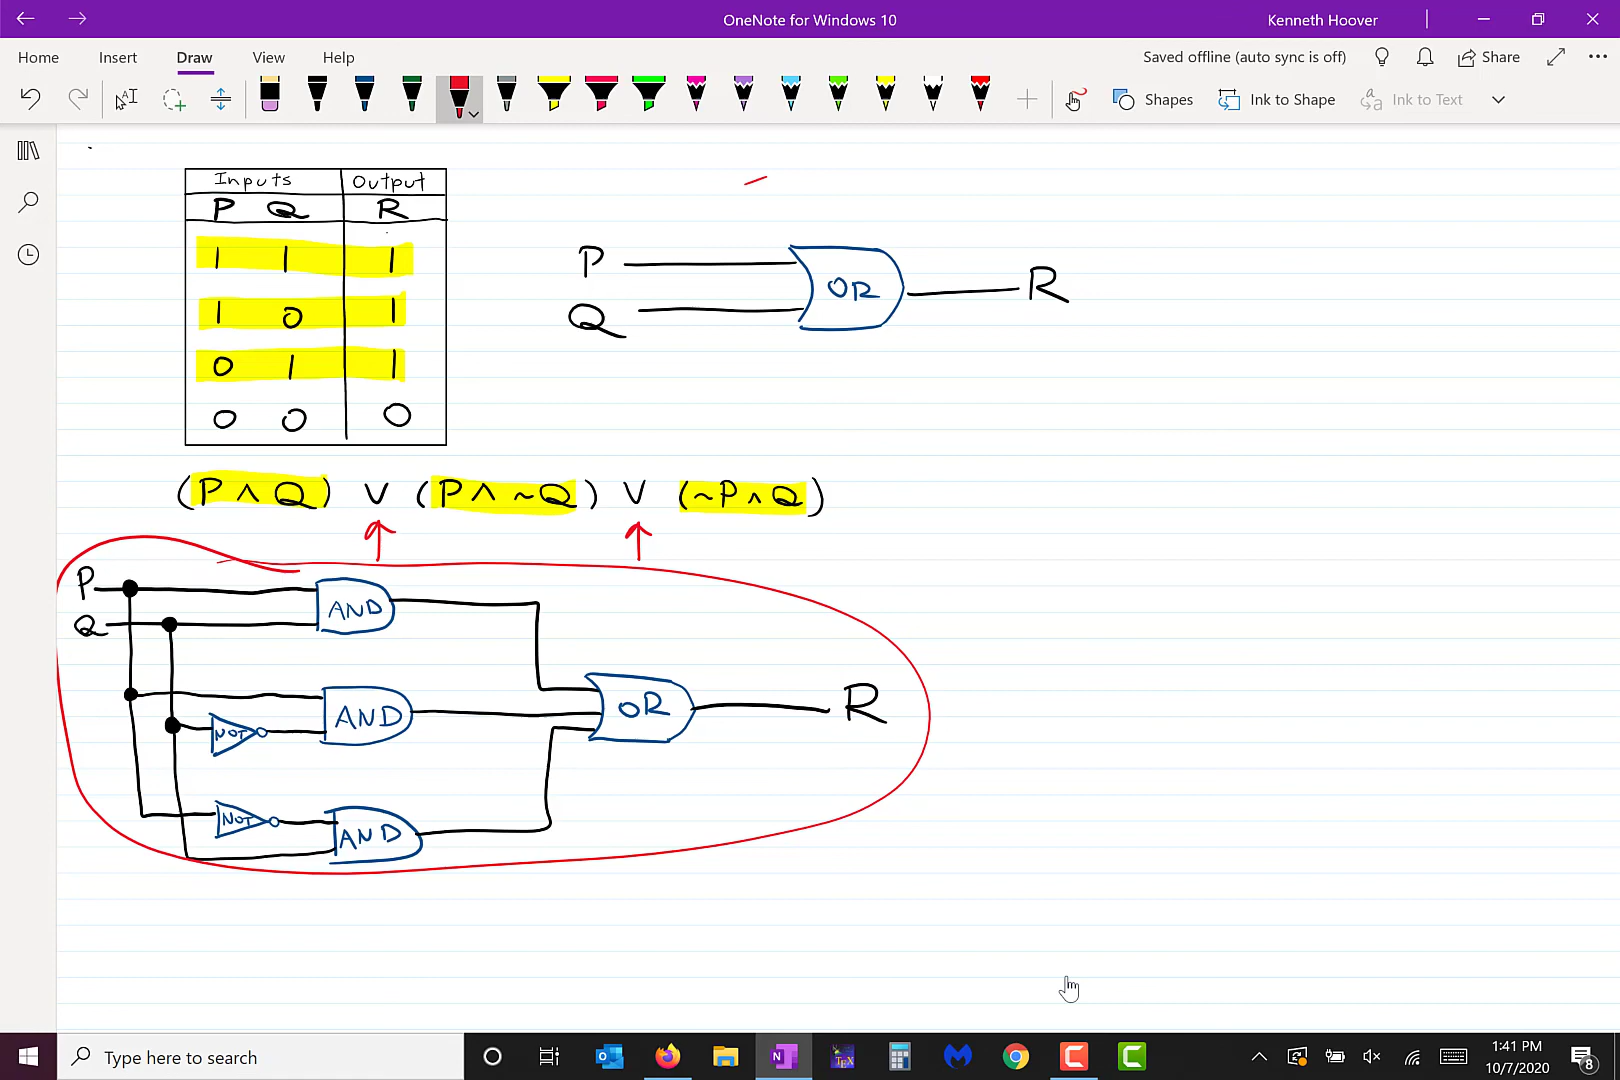 OneNote for Windows 10
Kenneth Hoover
Home Insert Draw View Help
Saved offline (auto sync is off) Share
Shapes Ink to Shape Ink to Text
Inputs Output
P Q R
1 1 1
1 0 1
0 1 1
0 0 0
P
Q
OR
R
(P ∧ Q) ∨ (P ∧ ~Q) ∨ (~P ∧ Q)
P
Q
AND
AND
NOT
OR
R
NOT
AND
Type here to search
1:41 PM
10/7/2020
8